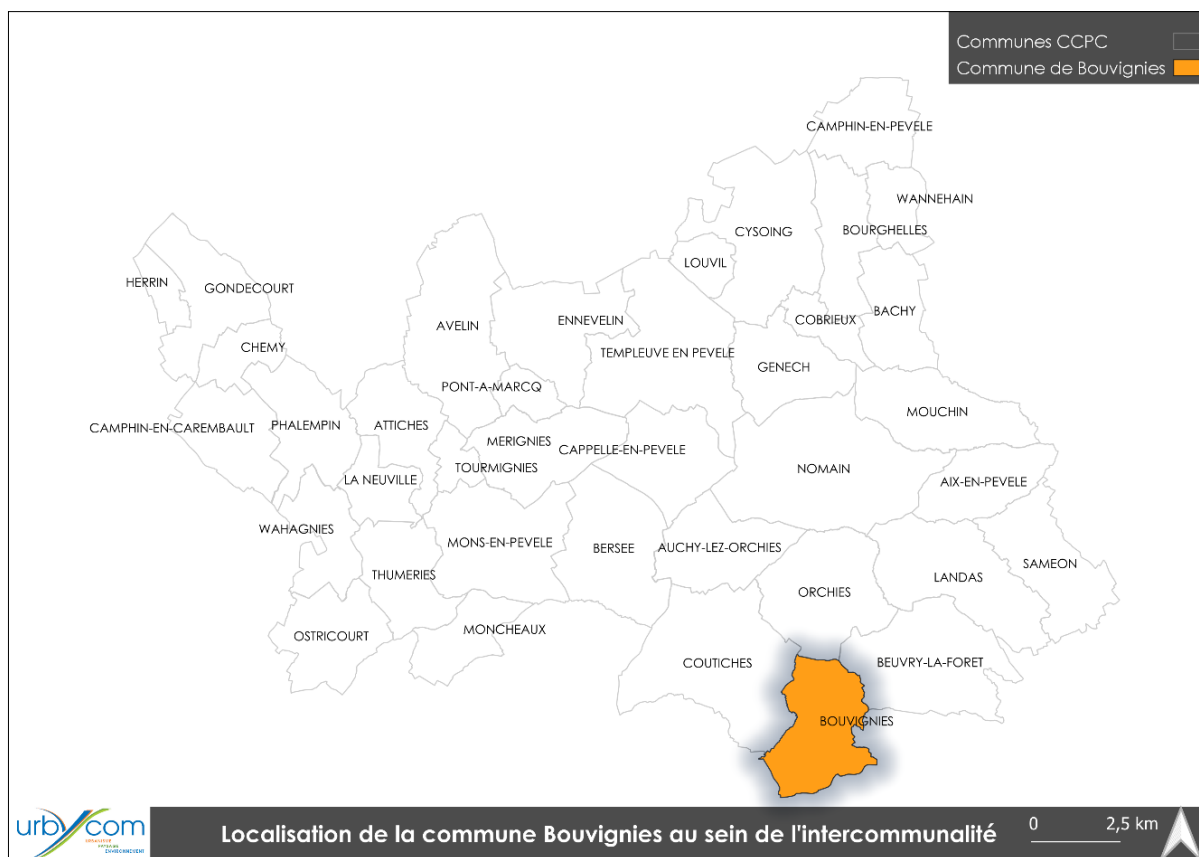 Communes CCPC
Commune de Bouvignies
CAMPHIN-EN-PEVELE
WANNEHAIN
CYSOING
BOURGHELLES
LOUVIL
HERRIN
GONDECOURT
BACHY
COBRIEUX
ENNEVELIN
AVELIN
CHEMY
TEMPLEUVE EN PEVELE
GENECH
PONT-A-MARCQ
MOUCHIN
CAMPHIN-EN-CAREMBAULT
PHALEMPIN
ATTICHES
MERIGNIES
CAPPELLE-EN-PEVELE
TOURMIGNIES
NOMAIN
LA NEUVILLE
AIX-EN-PEVELE
WAHAGNIES
MONS-EN-PEVELE
BERSEE
AUCHY-LEZ-ORCHIES
SAMEON
THUMERIES
LANDAS
ORCHIES
MONCHEAUX
OSTRICOURT
COUTICHES
BEUVRY-LA-FORET
BOUVIGNIES
urbycom
ENVIRONNEMENT
Localisation de la commune Bouvignies au sein de l'intercommunalité
0 2,5 km